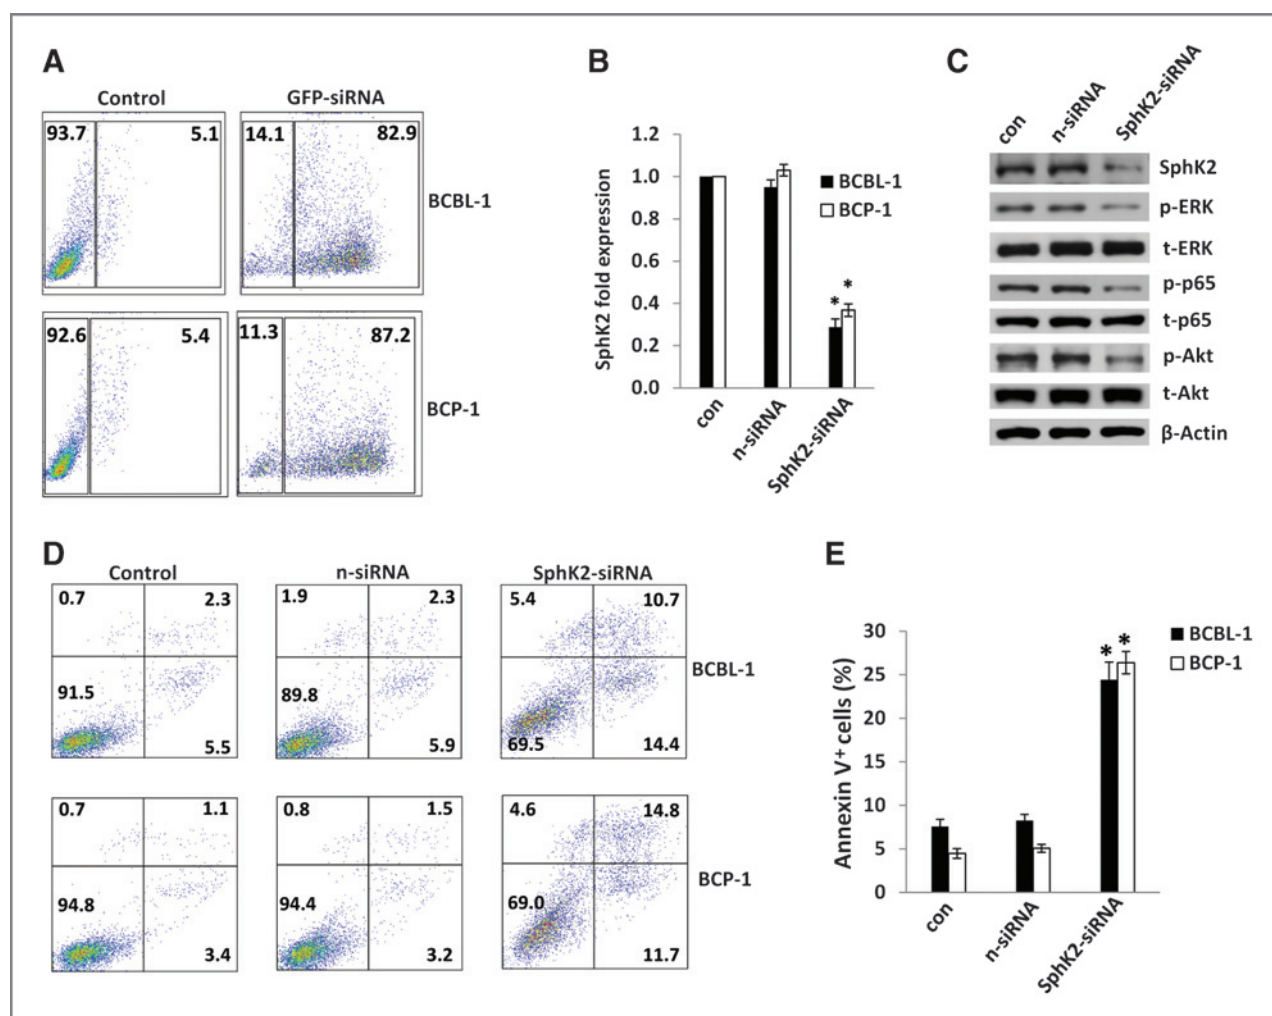 A
Control
GFP-siRNA
93.7
5.1
14.1
82.9
BCBL-1
92.6
5.4
11.3
87.2
BCP-1
B
1.2
1.0
0.8
0.6
0.4
0.2
0.0
SphK2 fold expression
BCBL-1
BCP-1
*
*
con
n-siRNA
SphK2-siRNA
C
con
n-siRNA
SphK2-siRNA
SphK2
p-ERK
t-ERK
p-p65
t-p65
p-Akt
t-Akt
β-Actin
D
Control
n-siRNA
SphK2-siRNA
0.7
2.3
1.9
2.3
5.4
10.7
BCBL-1
91.5
5.5
89.8
5.9
69.5
14.4
0.7
1.1
0.8
1.5
4.6
14.8
BCP-1
94.8
3.4
94.4
3.2
69.0
11.7
E
30
25
20
15
10
5
0
Annexin V⁺ cells (%)
BCBL-1
BCP-1
*
*
con
n-siRNA
SphK2-siRNA